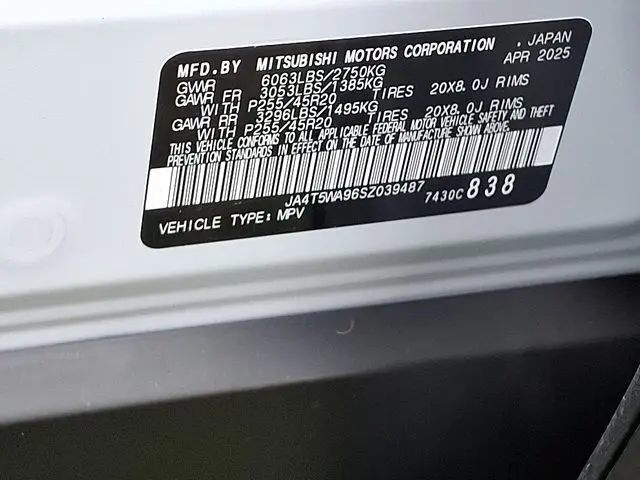 MFD.BY MITSUBISHI MOTORS CORPORATION . JAPAN
GVWR 6063LBS/2750KG APR 2025
GAWR FR 3053LBS/1385KG
WITH P255/45R20 TIRES 20X8.0J RIMS
GAWR RR 3296LBS/1495KG
WITH P255/45R20 TIRES 20X8.0J RIMS
THIS VEHICLE CONFORMS TO ALL APPLICABLE FEDERAL MOTOR VEHICLE SAFETY AND THEFT
PREVENTION STANDARDS IN EFFECT ON THE DATE OF MANUFACTURE SHOWN ABOVE.
JA4T5WA96SZ039487 7430C 838
VEHICLE TYPE: MPV